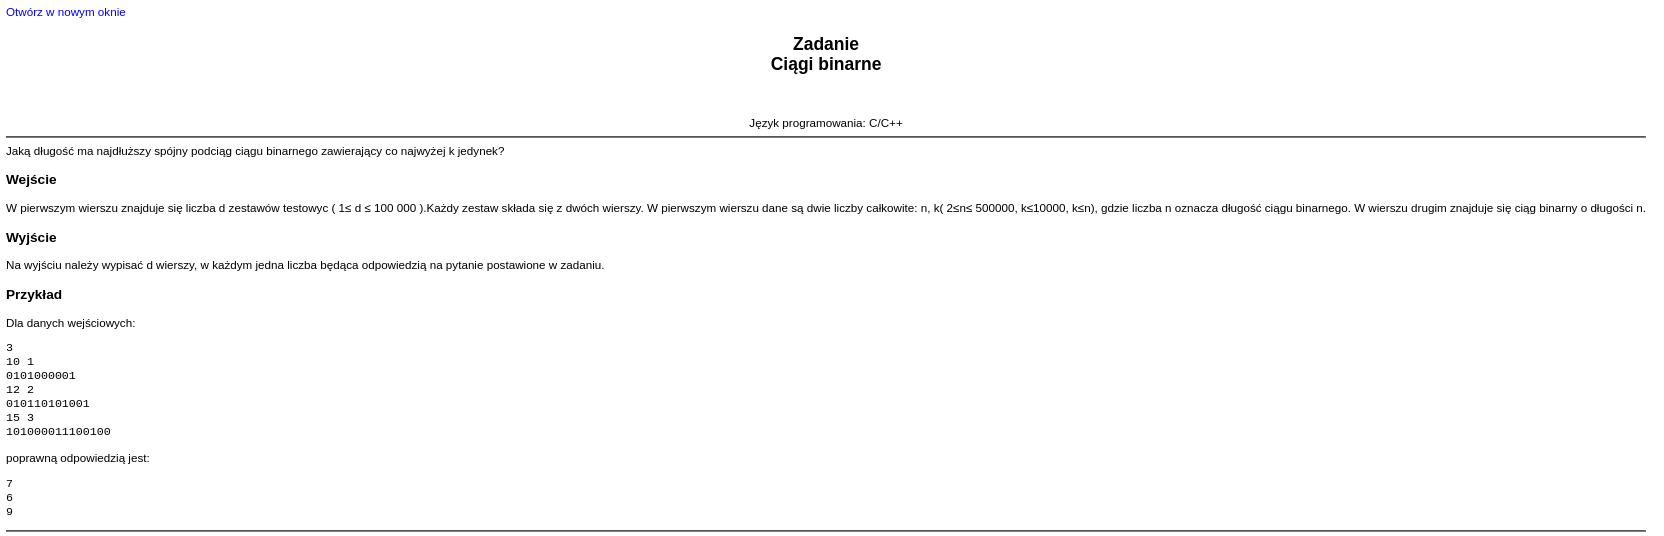 Otwórz w nowym oknie
Zadanie
Ciągi binarne
Język programowania: C/C++
Jaką długość ma najdłuższy spójny podciąg ciągu binarnego zawierający co najwyżej k jedynek?
Wejście
W pierwszym wierszu znajduje się liczba d zestawów testowyc ( 1≤ d ≤ 100 000 ).Każdy zestaw składa się z dwóch wierszy. W pierwszym wierszu dane są dwie liczby całkowite: n, k( 2≤n≤ 500000, k≤10000, k≤n), gdzie liczba n oznacza długość ciągu binarnego. W wierszu drugim znajduje się ciąg binarny o długości n.
Wyjście
Na wyjściu należy wypisać d wierszy, w każdym jedna liczba będąca odpowiedzią na pytanie postawione w zadaniu.
Przykład
Dla danych wejściowych:
3
10 1
0101000001
12 2
010110101001
15 3
101000011100100
poprawną odpowiedzią jest:
7
6
9